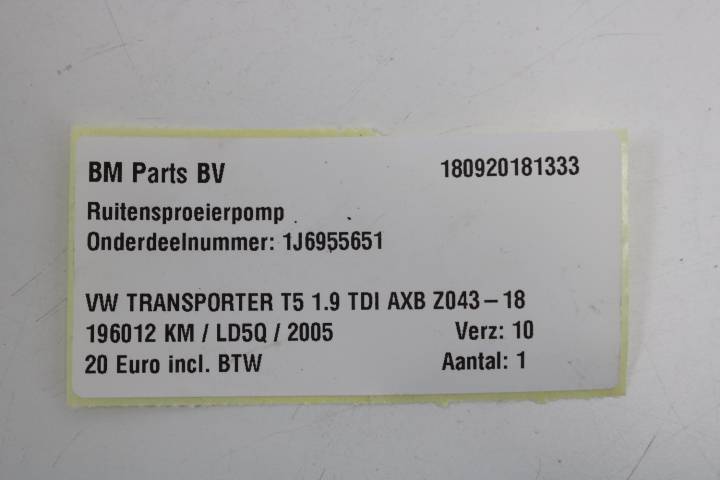 BM Parts BV 180920181333
Ruitensproeierpomp
Onderdeelnummer: 1J6955651
VW TRANSPORTER T5 1.9 TDI AXB Z043-18
196012 KM / LD5Q / 2005 Verz: 10
20 Euro incl. BTW Aantal: 1